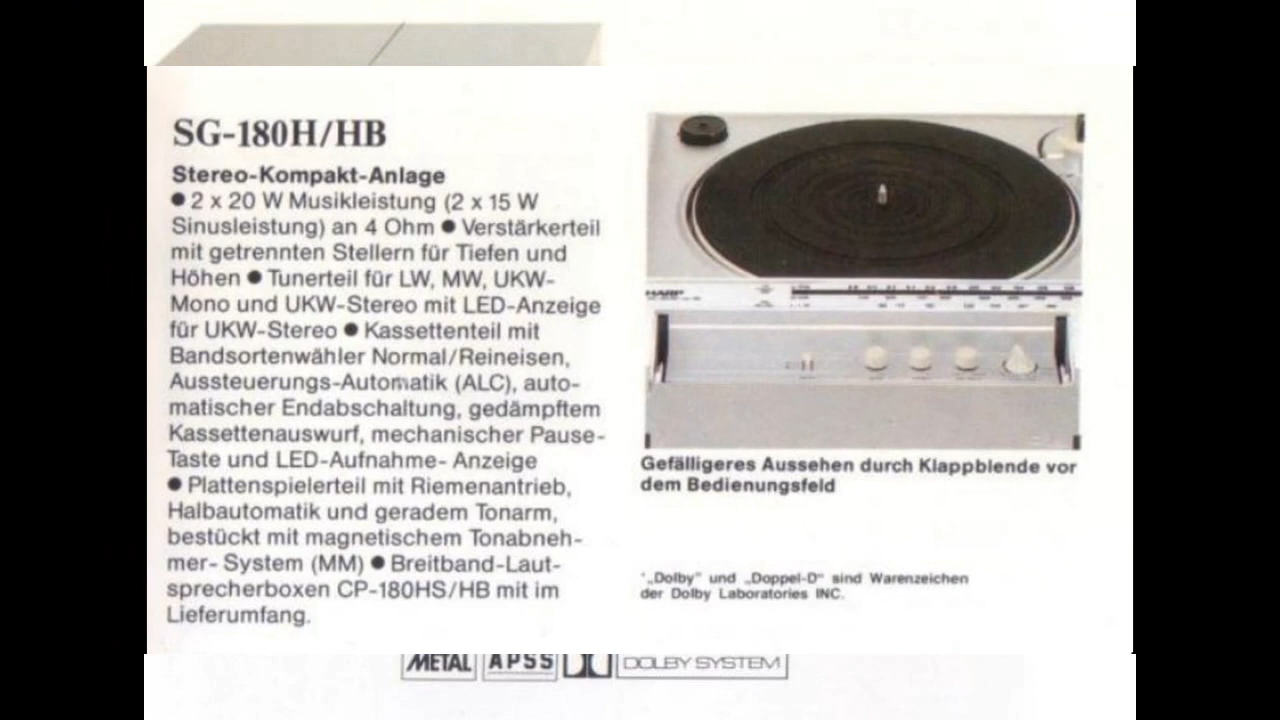 SG-180H/HB
Stereo-Kompakt-Anlage
● 2 x 20 W Musikleistung (2 x 15 W
Sinusleistung) an 4 Ohm ● Verstärkerteil
mit getrennten Stellern für Tiefen und
Höhen ● Tunerteil für LW, MW, UKW-
Mono und UKW-Stereo mit LED-Anzeige
für UKW-Stereo ● Kassettenteil mit
Bandsortenwähler Normal/Reineisen,
Aussteuerungs-Automatik (ALC), auto-
matischer Endabschaltung, gedämpftem
Kassettenauswurf, mechanischer Pause-
Taste und LED-Aufnahme- Anzeige
● Plattenspielerteil mit Riemenantrieb,
Halbautomatik und geradem Tonarm,
bestückt mit magnetischem Tonabneh-
mer- System (MM) ● Breitband-Laut-
sprecherboxen CP-180HS/HB mit im
Lieferumfang.
Gefälligeres Aussehen durch Klappblende vor
dem Bedienungsfeld
*„Dolby" und „Doppel-D" sind Warenzeichen
der Dolby Laboratories INC.
METAL APSS DOLBY SYSTEM